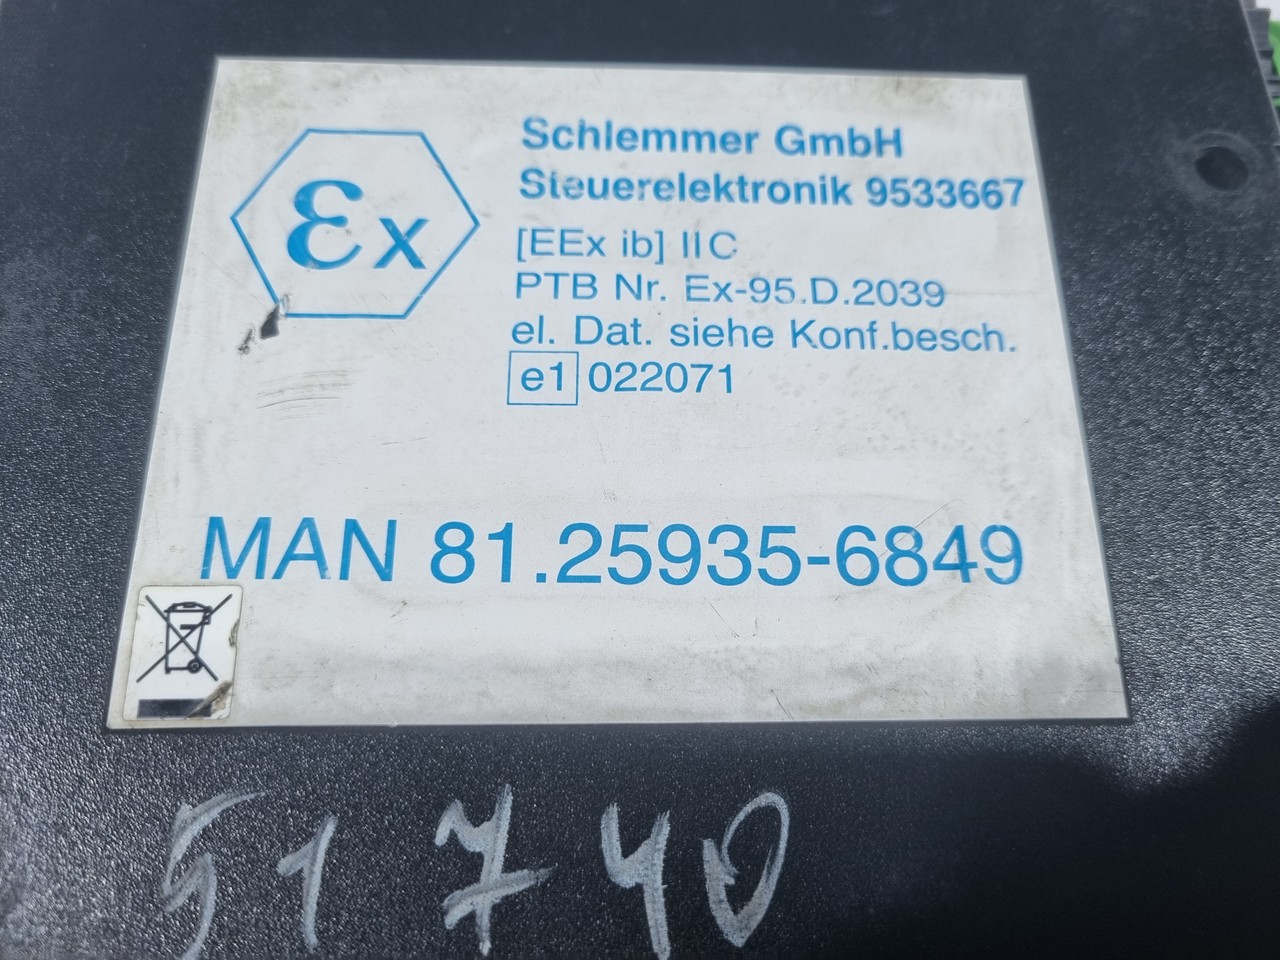 εx
Schlemmer GmbH
Steuerelektronik 9533667
[EEx ib] IIC
PTB Nr. Ex-95.D.2039
el. Dat. siehe Konf.besch.
e1 022071
MAN 81.25935-6849
51740